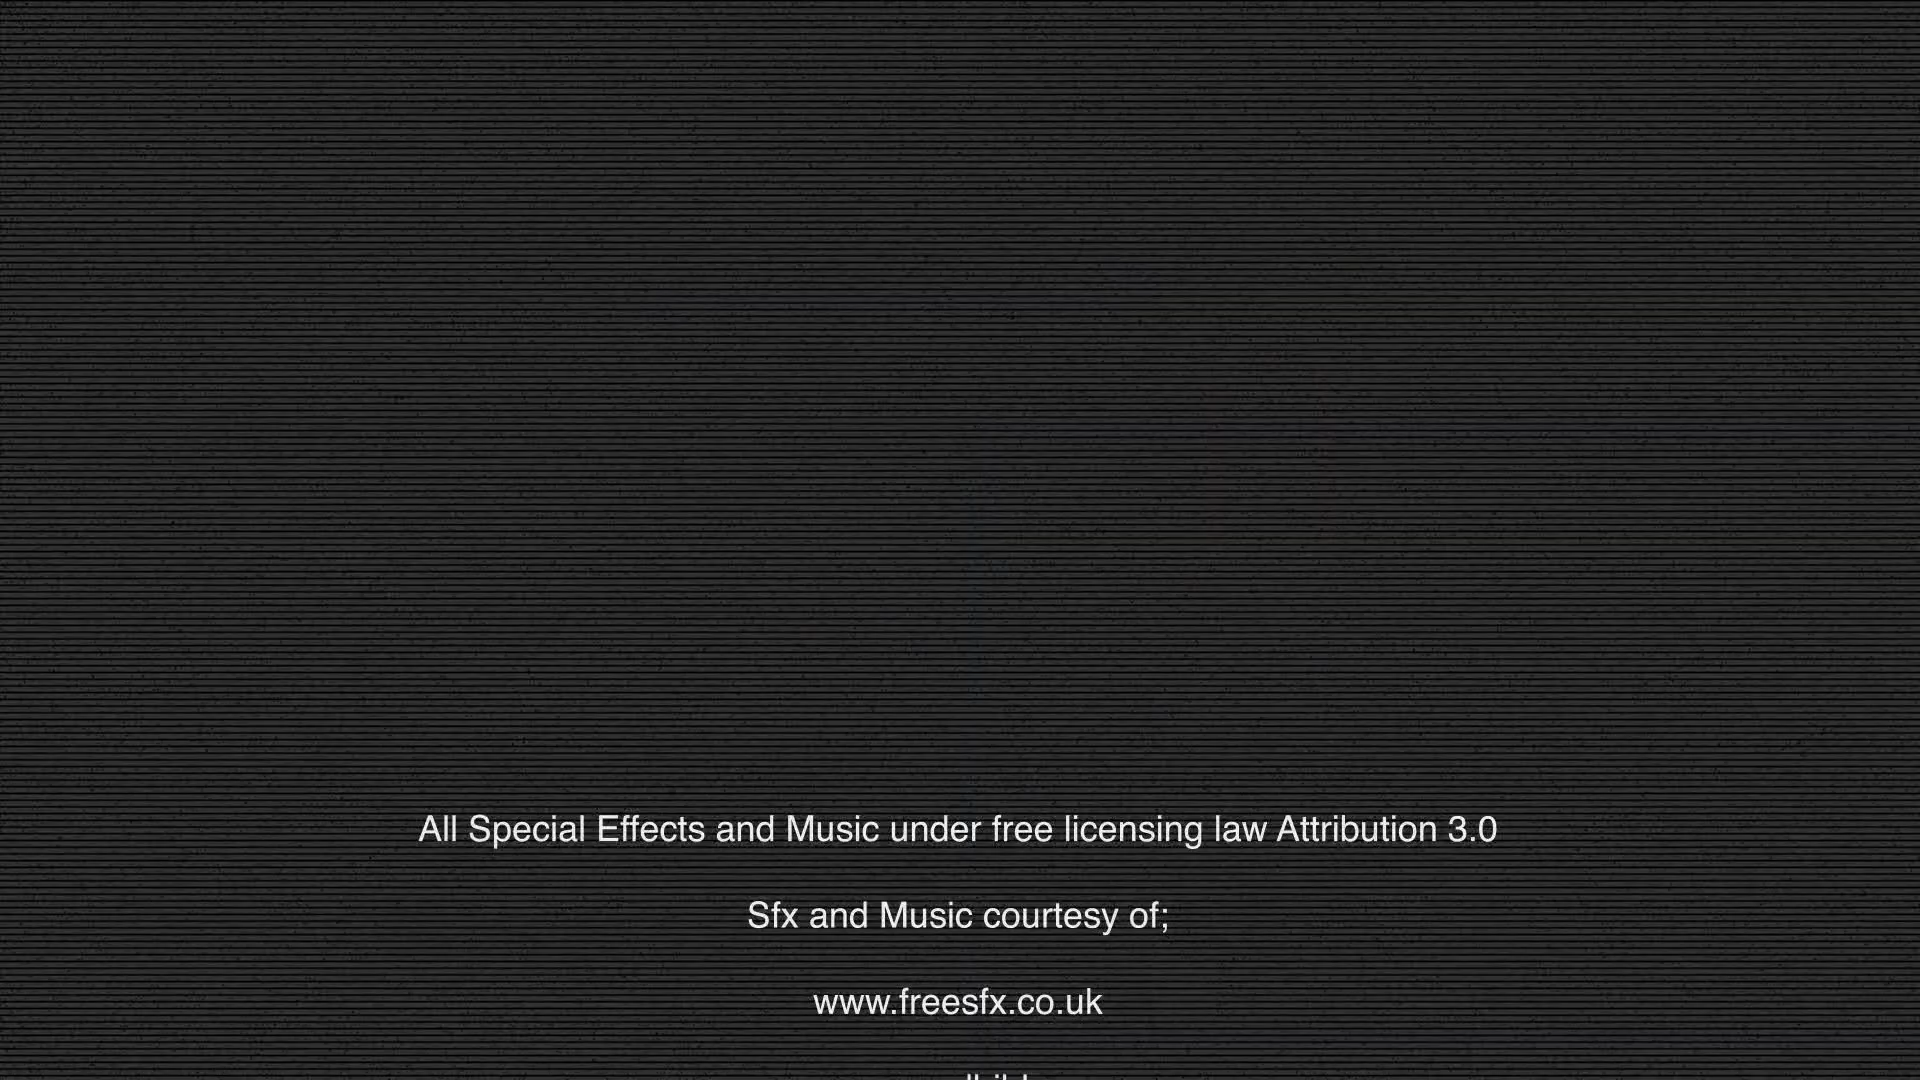 All Special Effects and Music under free licensing law Attribution 3.0
Sfx and Music courtesy of;
www.freesfx.co.uk